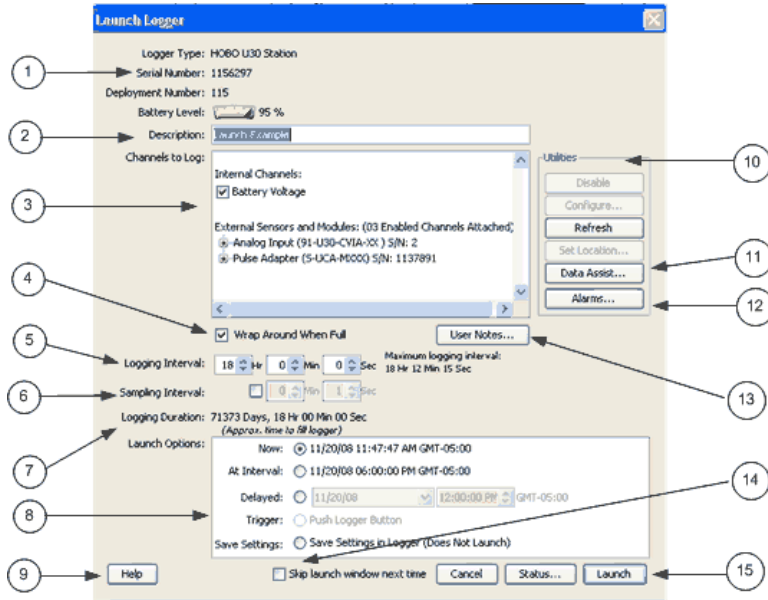 Launch Logger
Logger Type: HOBO U30 Station
1
Serial Number: 1156297
Deployment Number: 115
Battery Level: 95 %
2
Description: Launch Example
Channels to Log:
3
Internal Channels:
Battery Voltage
External Sensors and Modules: (03 Enabled Channels Attached)
Analog Input (91-U30-CVIA-XX ) S/N: 2
Pulse Adapter (S-UCA-MXXX) S/N: 1137891
Utilities
10
Disable
Configure...
Refresh
Set Location...
Data Assist...
11
Alarms...
12
4
Wrap Around When Full
User Notes...
13
5
Logging Interval: 18 Hr 0 Min 0 Sec
Maximum logging interval:
18 Hr 12 Min 15 Sec
6
Sampling Interval: 0 Min 1 Sec
7
Logging Duration: 71373 Days, 18 Hr 00 Min 00 Sec
(Approx. time to fill logger)
Launch Options:
8
Now: 11/20/08 11:47:47 AM GMT-05:00
At Interval: 11/20/08 06:00:00 PM GMT-05:00
Delayed: 11/20/08 12:00:00 PM GMT-05:00
Trigger: Push Logger Button
Save Settings: Save Settings in Logger (Does Not Launch)
14
9
Help
Skip launch window next time
Cancel
Status...
Launch
15